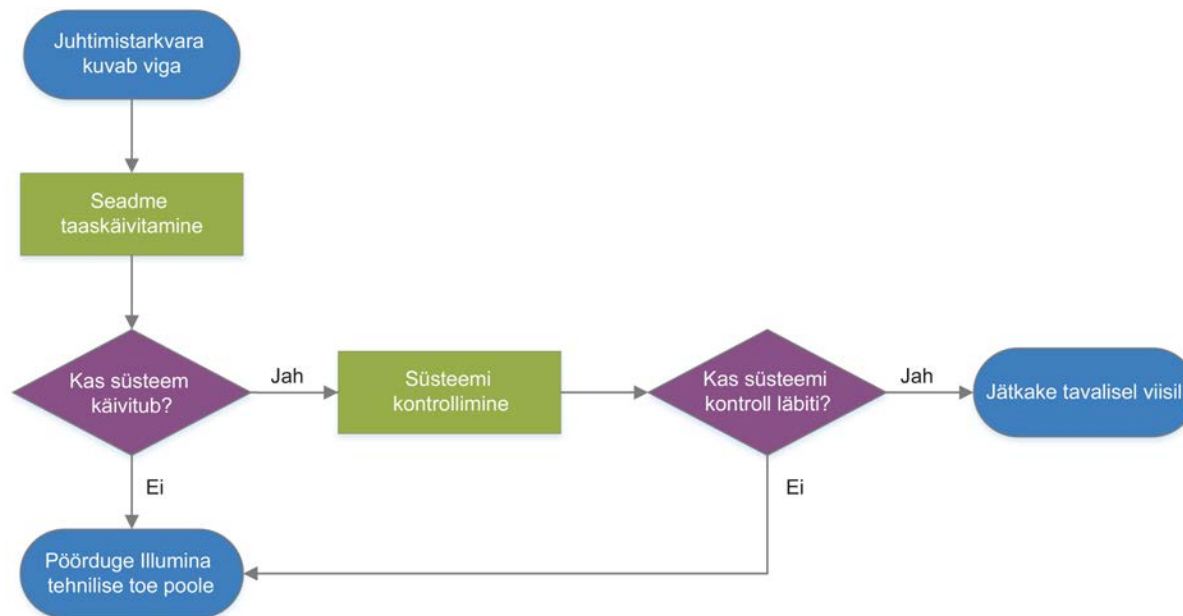 Juhtimistarkvara
kuvab viga
Seadme
taaskäivitamine
Kas süsteem
käivitub?
Jah
Süsteemi
kontrollimine
Kas süsteemi
kontroll läbiti?
Jah
Jätkake tavalisel viisil
Ei
Ei
Pöörduge Illumina
tehnilise toe poole